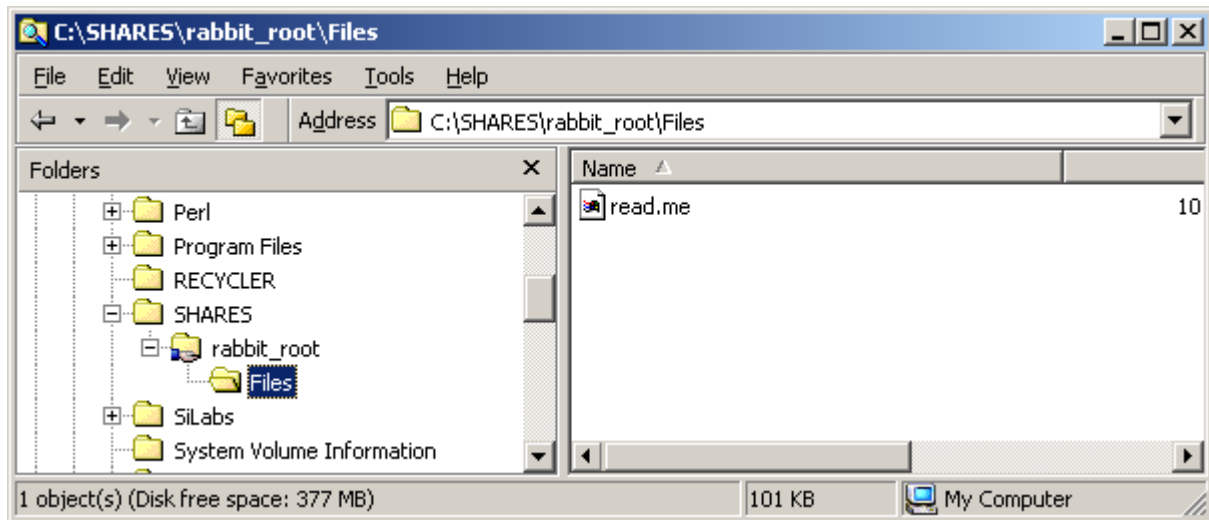 C:\SHARES\rabbit_root\Files
File Edit View Favorites Tools Help
Address C:\SHARES\rabbit_root\Files
Folders
Name
Perl
Program Files
RECYCLER
SHARES
rabbit_root
Files
SiLabs
System Volume Information
read.me 10
1 object(s) (Disk free space: 377 MB) 101 KB My Computer